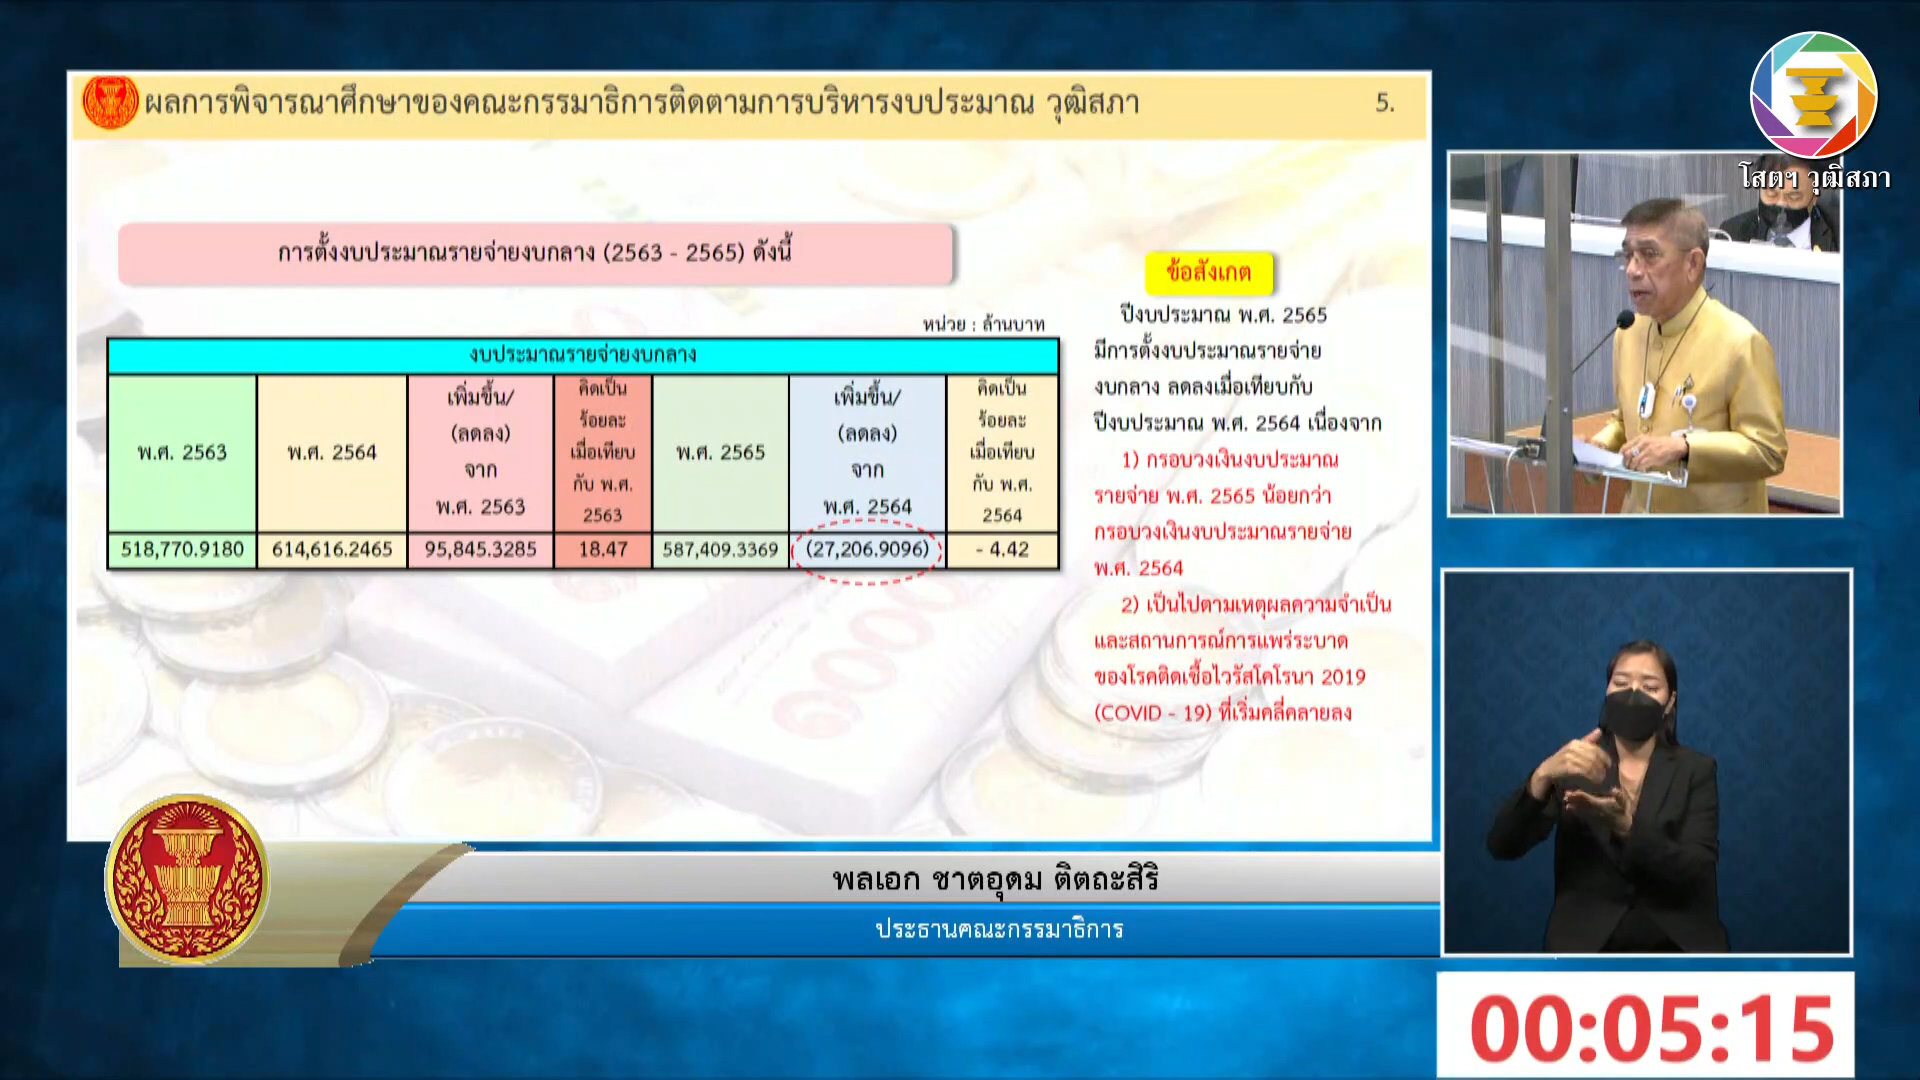 ผลการพิจารณาศึกษาของคณะกรรมาธิการติดตามการบริหารงบประมาณ วุฒิสภา
5.
โสตฯ วุฒิสภา
การตั้งงบประมาณรายจ่ายงบกลาง (2563 - 2565) ดังนี้
หน่วย : ล้านบาท
งบประมาณรายจ่ายงบกลาง
พ.ศ. 2563
พ.ศ. 2564
เพิ่มขึ้น/
(ลดลง)
จาก
พ.ศ. 2563
คิดเป็น
ร้อยละ
เมื่อเทียบ
กับ พ.ศ.
2563
พ.ศ. 2565
เพิ่มขึ้น/
(ลดลง)
จาก
พ.ศ. 2564
คิดเป็น
ร้อยละ
เมื่อเทียบ
กับ พ.ศ.
2564
518,770.9180 614,616.2465 95,845.3285 18.47 587,409.3369 (27,206.9096) - 4.42
ข้อสังเกต
ปีงบประมาณ พ.ศ. 2565
มีการตั้งงบประมาณรายจ่าย
งบกลาง ลดลงเมื่อเทียบกับ
ปีงบประมาณ พ.ศ. 2564 เนื่องจาก
1) กรอบวงเงินงบประมาณ
รายจ่าย พ.ศ. 2565 น้อยกว่า
กรอบวงเงินงบประมาณรายจ่าย
พ.ศ. 2564
2) เป็นไปตามเหตุผลความจำเป็น
และสถานการณ์การแพร่ระบาด
ของโรคติดเชื้อไวรัสโคโรนา 2019
(COVID - 19) ที่เริ่มคลี่คลายลง
พลเอก ชาตอุดม ติตถะสิริ
ประธานคณะกรรมาธิการ
00:05:15